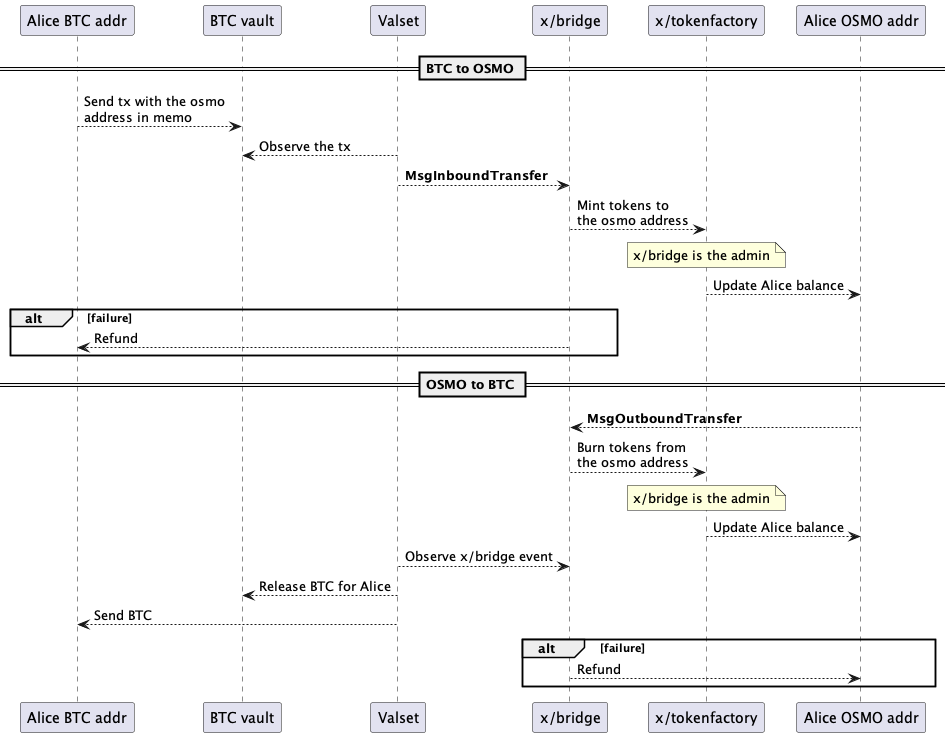 Alice BTC addr
BTC vault
Valset
x/bridge
x/tokenfactory
Alice OSMO addr
BTC to OSMO
Send tx with the osmo
address in memo
Observe the tx
MsgInboundTransfer
Mint tokens to
the osmo address
x/bridge is the admin
Update Alice balance
alt
[failure]
Refund
OSMO to BTC
MsgOutboundTransfer
Burn tokens from
the osmo address
x/bridge is the admin
Update Alice balance
Observe x/bridge event
Release BTC for Alice
Send BTC
alt
[failure]
Refund
Alice BTC addr
BTC vault
Valset
x/bridge
x/tokenfactory
Alice OSMO addr